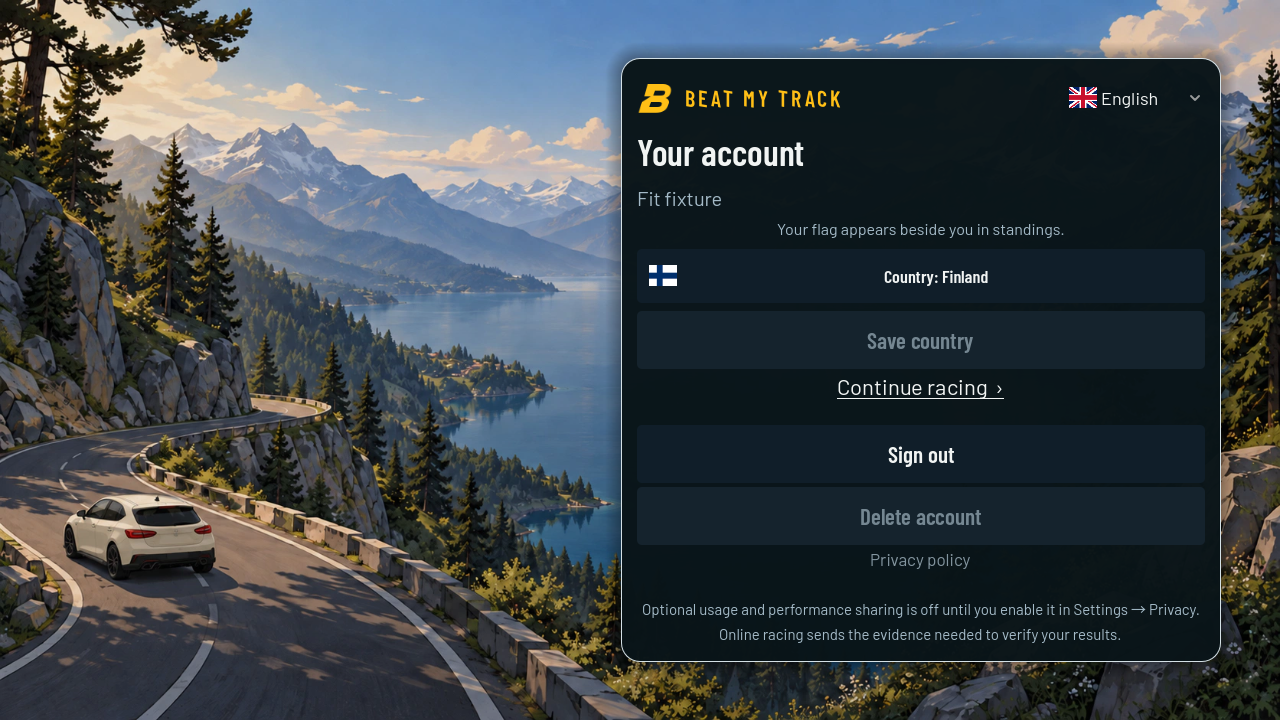 BEAT MY TRACK
English
Your account
Fit fixture
Your flag appears beside you in standings.
Country: Finland
Save country
Continue racing ›
Sign out
Delete account
Privacy policy
Optional usage and performance sharing is off until you enable it in Settings → Privacy.
Online racing sends the evidence needed to verify your results.